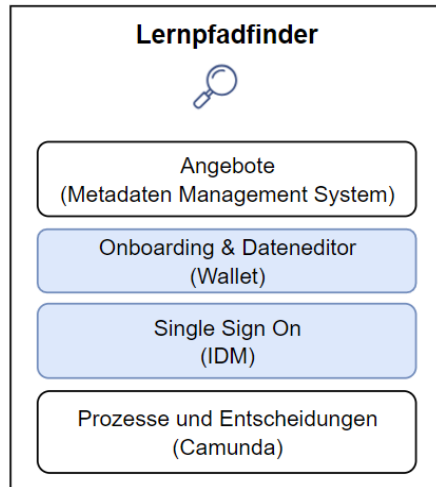 Lernpfadfinder
Angebote
(Metadaten Management System)
Onboarding & Dateneditor
(Wallet)
Single Sign On
(IDM)
Prozesse und Entscheidungen
(Camunda)